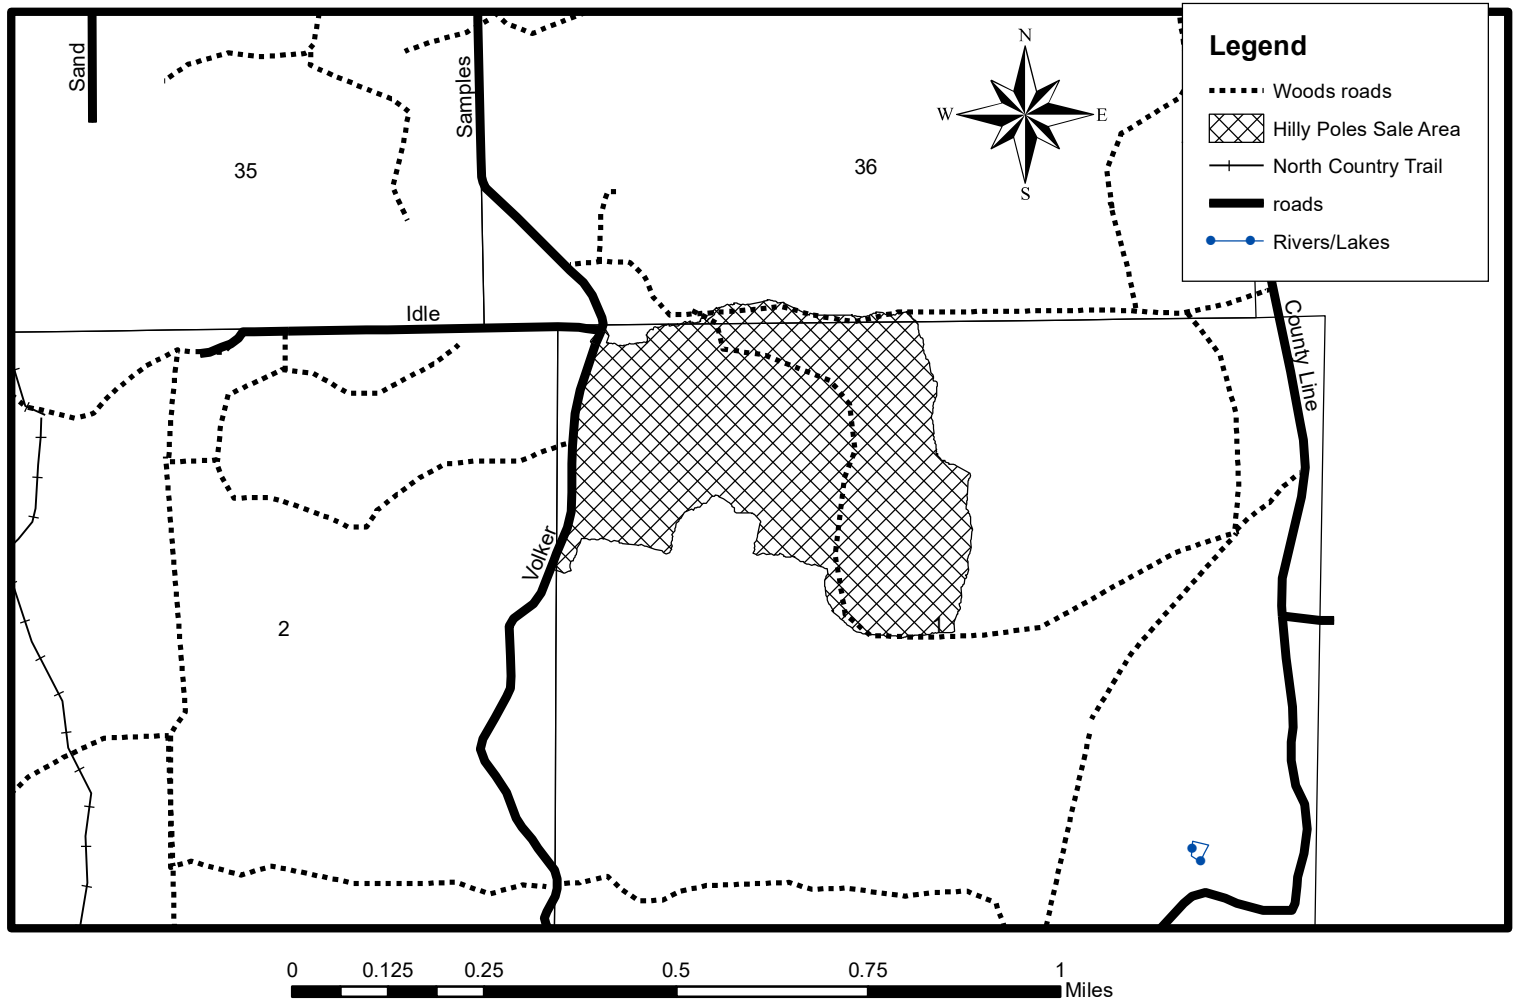 Sand
Samples
35
36
N
W
E
S
Legend
Woods roads
Hilly Poles Sale Area
North Country Trail
roads
Rivers/Lakes
Idle
County Line
Volker
2
0 0.125 0.25 0.5 0.75 1
Miles